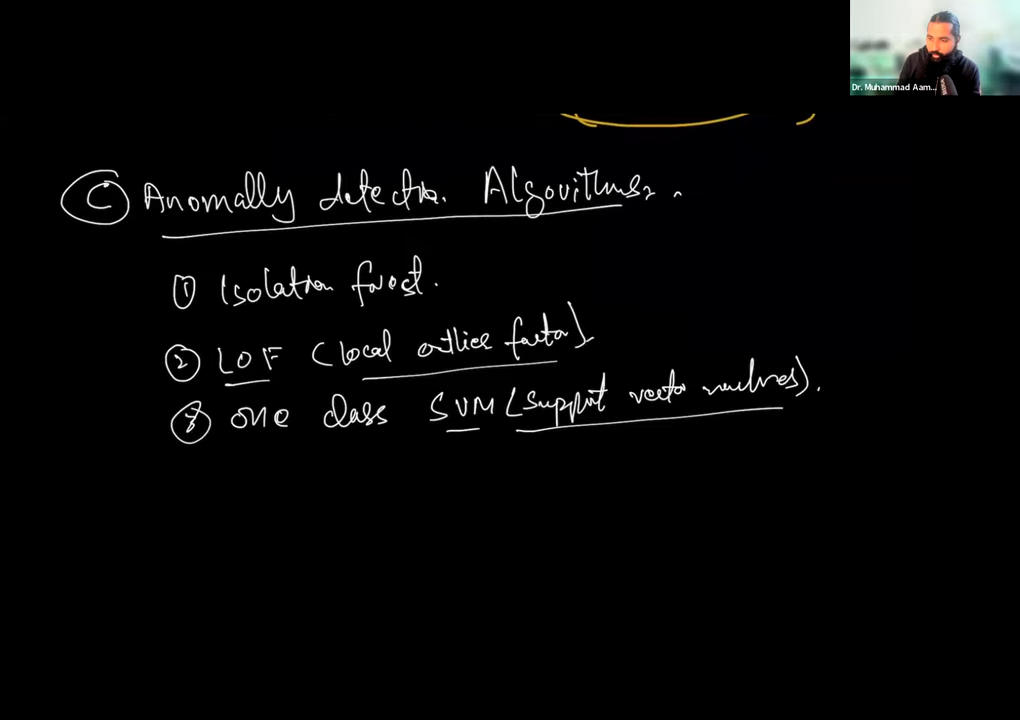 Dr. Muhammad Aam...
C Anomally detection Algorithms.
1 Isolation forest.
2 LOF (local outlier factor)
3 one class SVM (support vector machines).